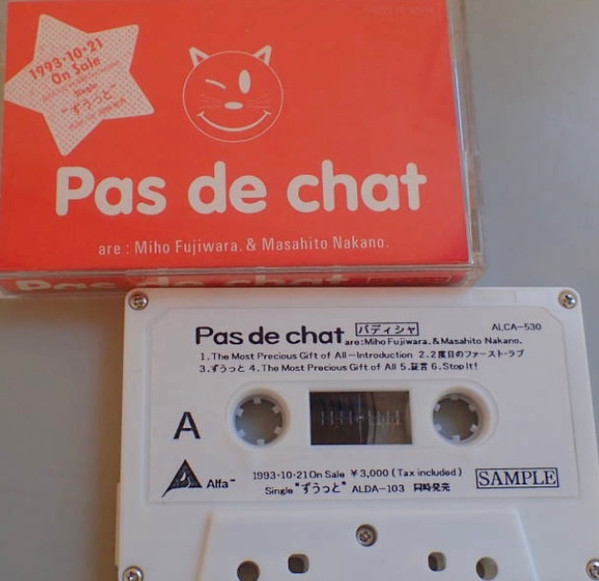 1993·10·21
On Sale
Single
"ずうっと"
Pas de chat
are : Miho Fujiwara. & Masahito Nakano.
Pas de chat
Pas de chat パディシャ are:Miho Fujiwara.&Masahito Nakano. ALCA-530
1.The Most Precious Gift of All-Introduction 2.2度目のファースト・ラブ
3.ずうっと 4.The Most Precious Gift of All 5.証言 6.Stop It!
A
Alfa
1993·10·21 On Sale ¥3,000 (Tax included)
Single "ずうっと" ALDA-103 同時発売
SAMPLE